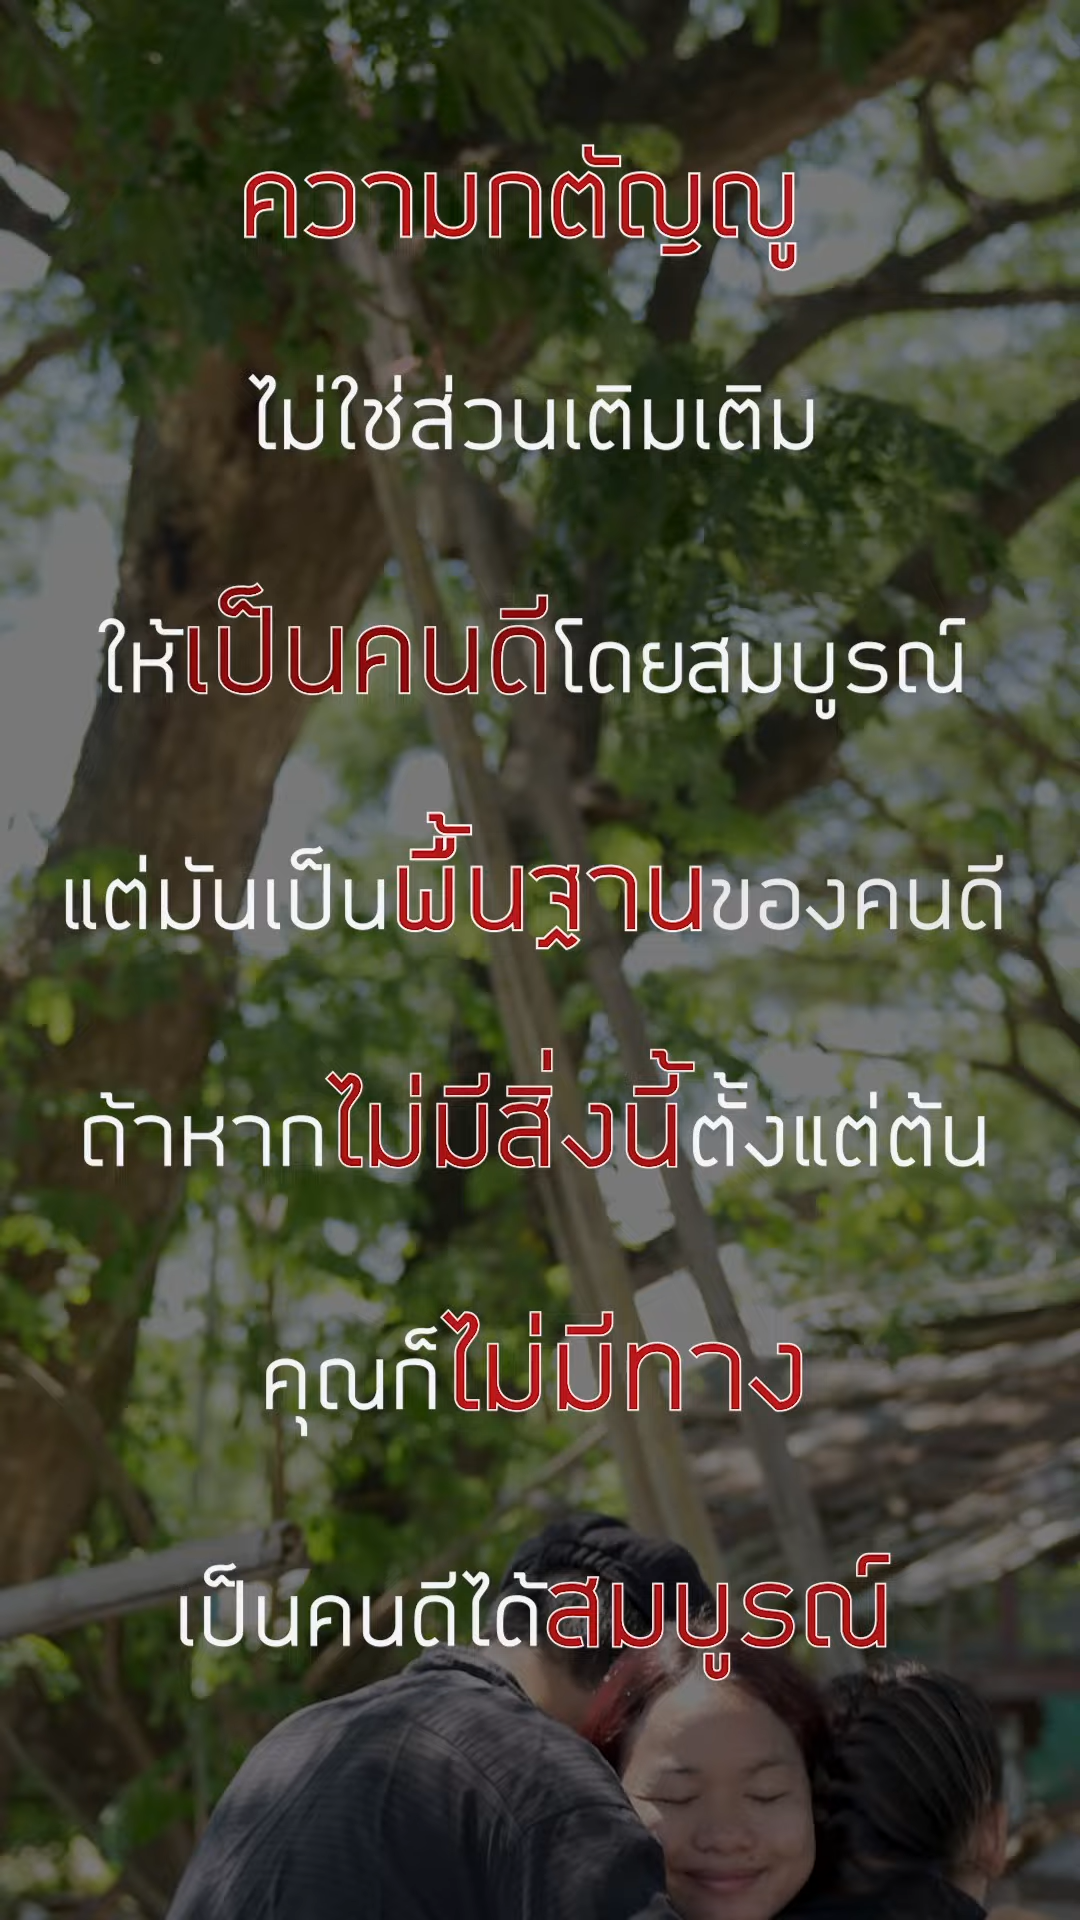 ความกตัญญู
ไม่ใช่ส่วนเติมเติม
ให้เป็นคนดีโดยสมบูรณ์
แต่มันเป็นพื้นฐานของคนดี
ถ้าหากไม่มีสิ่งนี้ตั้งแต่ต้น
คุณก็ไม่มีทาง
เป็นคนดีได้สมบูรณ์